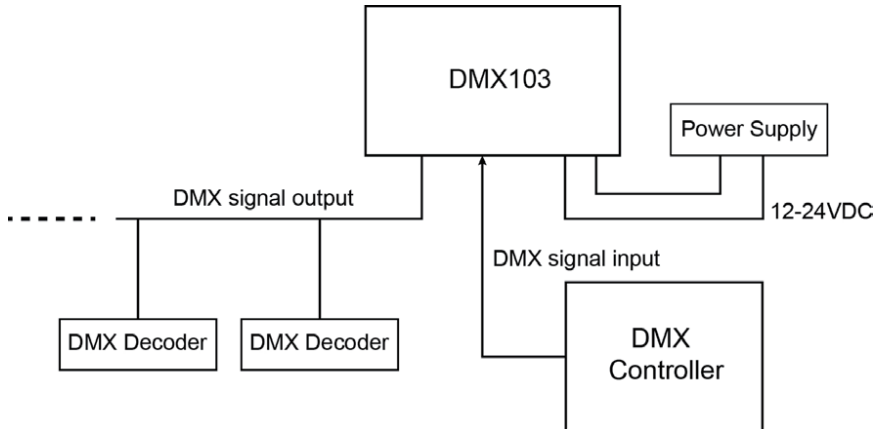 DMX103
Power Supply
DMX signal output
12-24VDC
DMX signal input
DMX Decoder
DMX Decoder
DMX
Controller